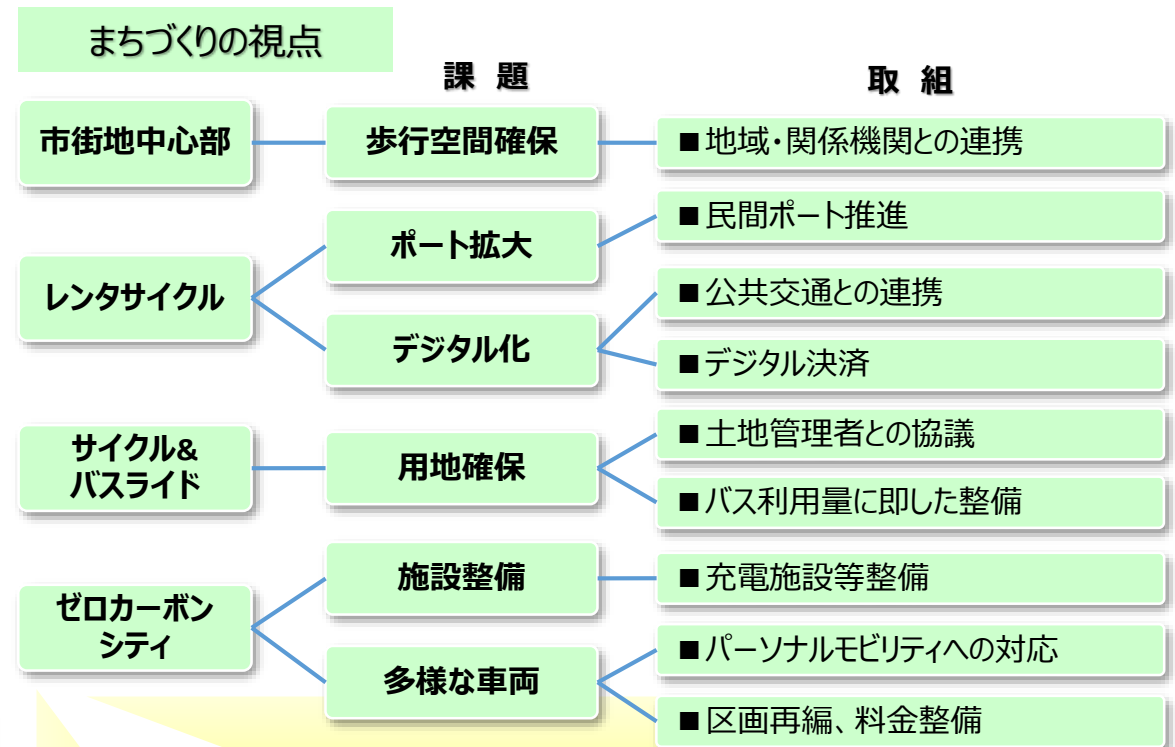 まちづくりの視点
課 題
取 組
市街地中心部
歩行空間確保
■地域・関係機関との連携
レンタサイクル
ポート拡大
■民間ポート推進
デジタル化
■公共交通との連携
■デジタル決済
サイクル&
バスライド
用地確保
■土地管理者との協議
■バス利用量に即した整備
ゼロカーボン
シティ
施設整備
■充電施設等整備
多様な車両
■パーソナルモビリティへの対応
■区画再編、料金整備